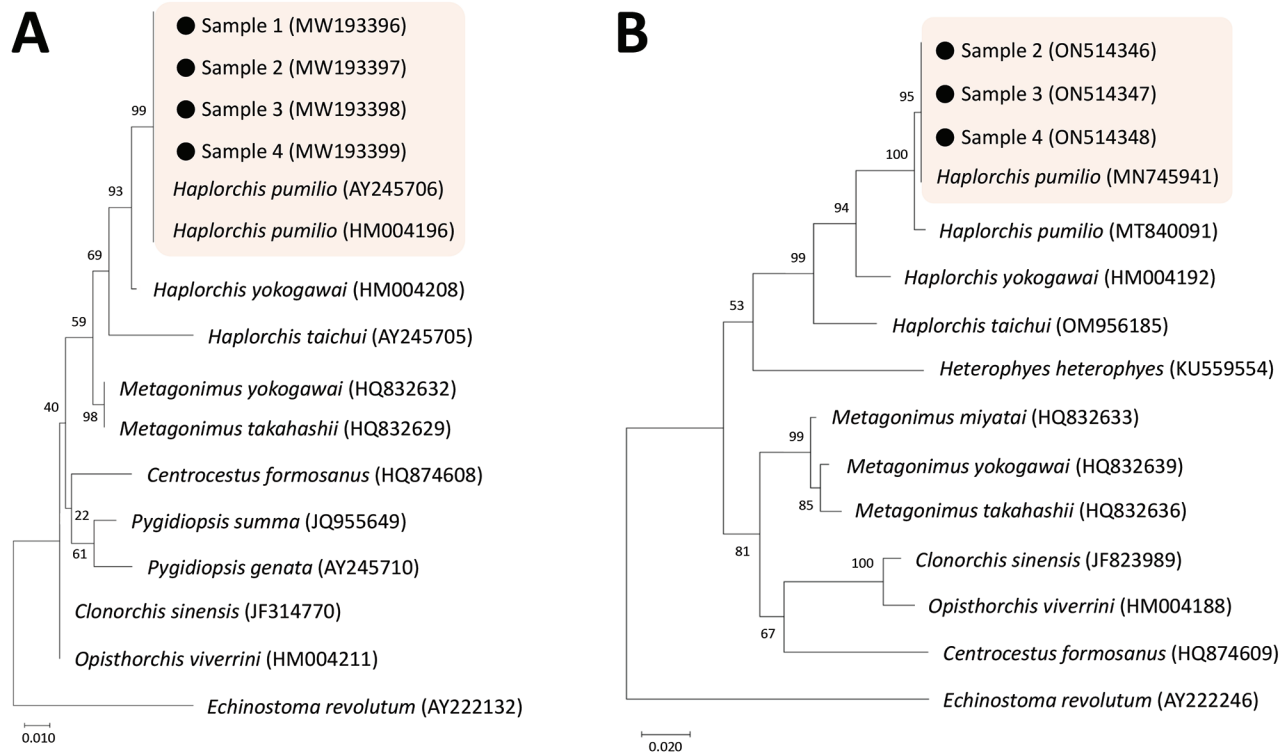 A
Sample 1 (MW193396)
Sample 2 (MW193397)
99
Sample 3 (MW193398)
Sample 4 (MW193399)
93
Haplorchis pumilio (AY245706)
Haplorchis pumilio (HM004196)
69
Haplorchis yokogawai (HM004208)
59
Haplorchis taichui (AY245705)
Metagonimus yokogawai (HQ832632)
40
98
Metagonimus takahashii (HQ832629)
Centrocestus formosanus (HQ874608)
22
Pygidiopsis summa (JQ955649)
61
Pygidiopsis genata (AY245710)
Clonorchis sinensis (JF314770)
Opisthorchis viverrini (HM004211)
Echinostoma revolutum (AY222132)
0.010
B
Sample 2 (ON514346)
95
Sample 3 (ON514347)
Sample 4 (ON514348)
100
Haplorchis pumilio (MN745941)
94
Haplorchis pumilio (MT840091)
99
Haplorchis yokogawai (HM004192)
53
Haplorchis taichui (OM956185)
Heterophyes heterophyes (KU559554)
Metagonimus miyatai (HQ832633)
99
Metagonimus yokogawai (HQ832639)
85
Metagonimus takahashii (HQ832636)
81
Clonorchis sinensis (JF823989)
100
Opisthorchis viverrini (HM004188)
67
Centrocestus formosanus (HQ874609)
Echinostoma revolutum (AY222246)
0.020